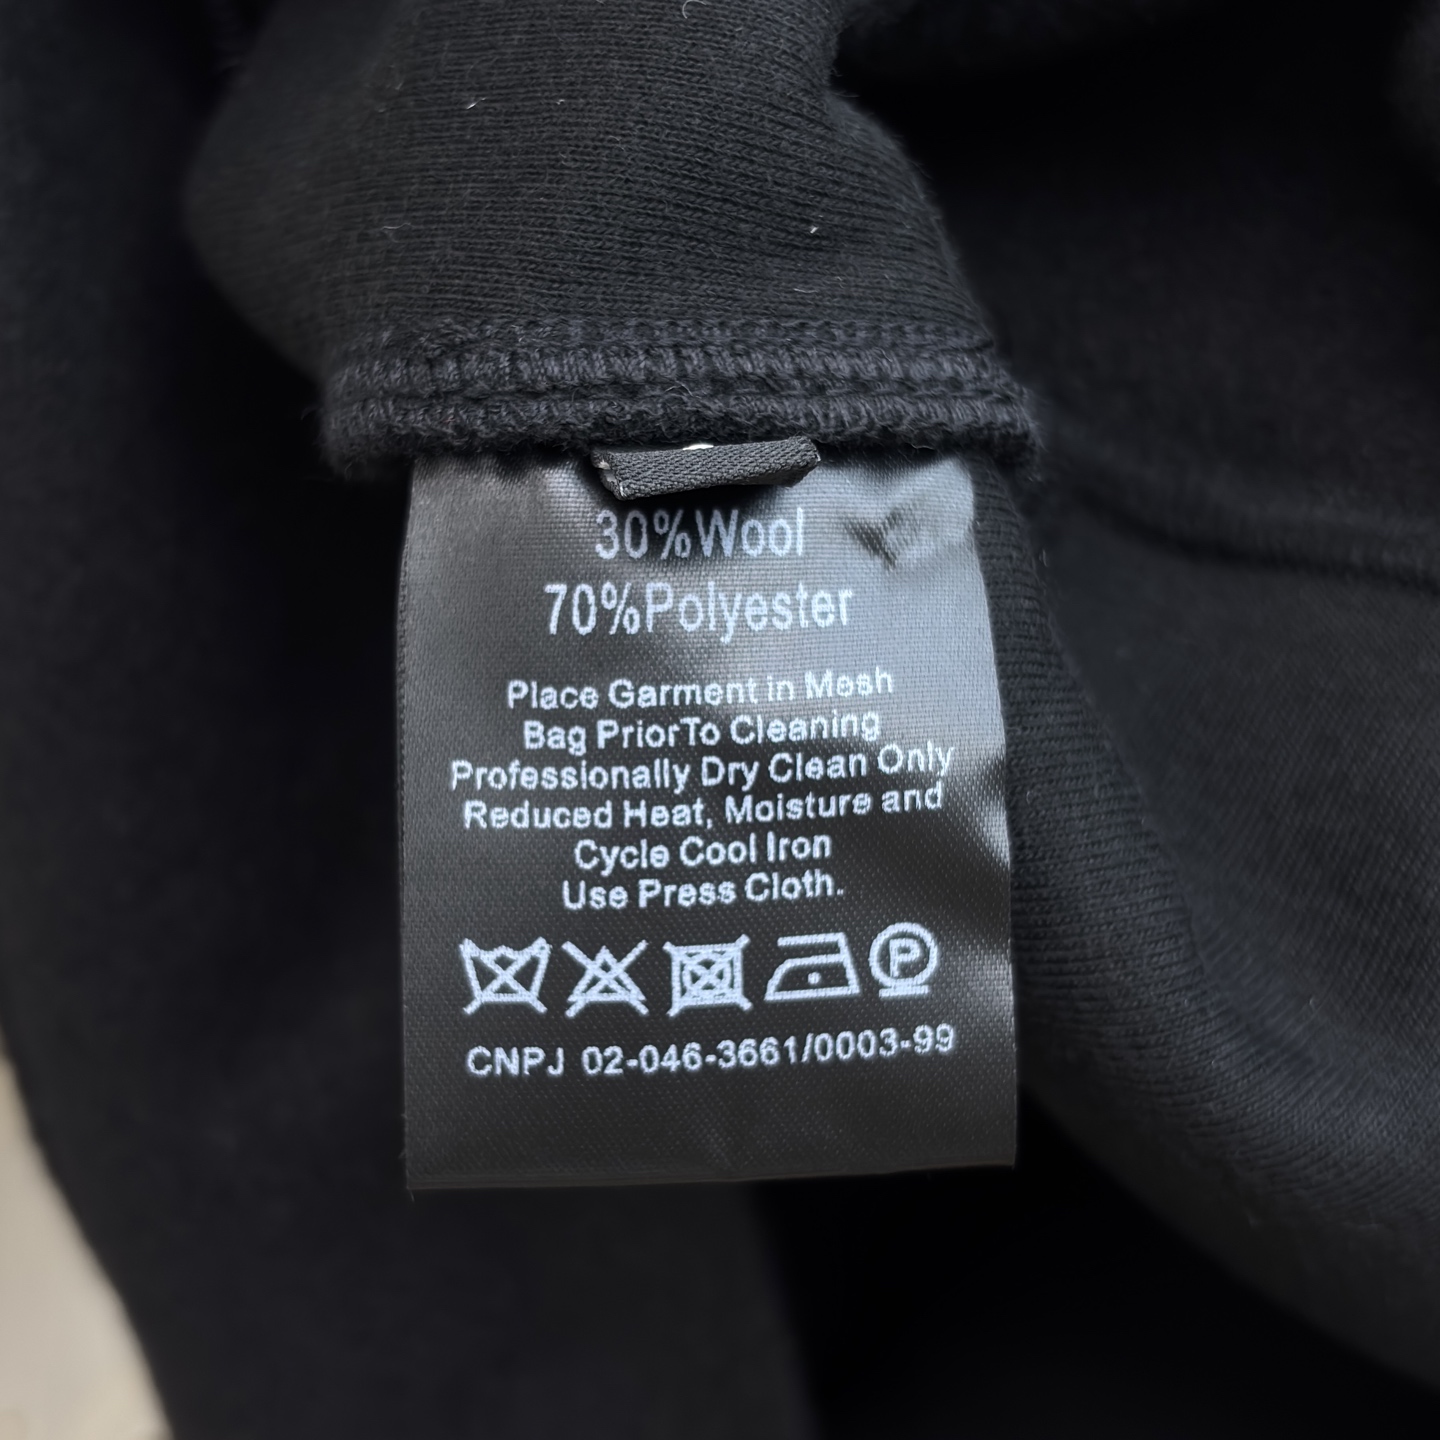 30%Wool
70%Polyester
Place Garment in Mesh
Bag PriorTo Cleaning
Professionally Dry Clean Only
Reduced Heat, Moisture and
Cycle Cool Iron
Use Press Cloth.
P
CNPJ 02-046-3661/0003-99